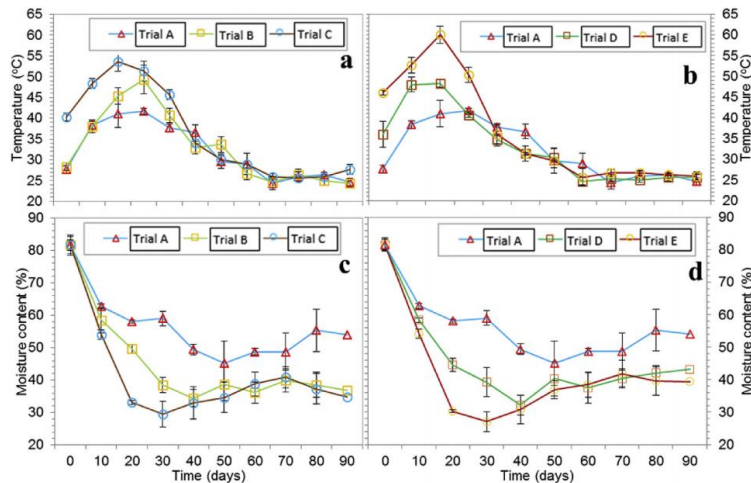 65
60
55
50
45
40
35
30
25
20
Temperature (°C)
Trial A
Trial B
Trial C
a
Trial A
Trial D
Trial E
b
65
60
55
50
45
40
35
30
25
20
Temperature (°C)
90
80
70
60
50
40
30
20
Moisture content (%)
Trial A
Trial B
Trial C
c
Trial A
Trial D
Trial E
d
90
80
70
60
50
40
30
20
Moisture content (%)
0 10 20 30 40 50 60 70 80 90
Time (days)
0 10 20 30 40 50 60 70 80 90
Time (days)